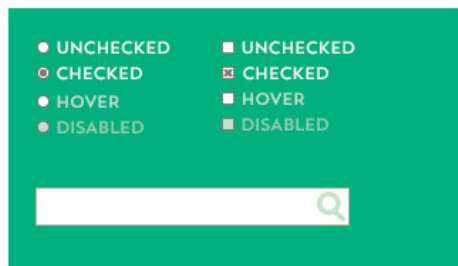 UNCHECKED
CHECKED
HOVER
DISABLED
UNCHECKED
CHECKED
HOVER
DISABLED